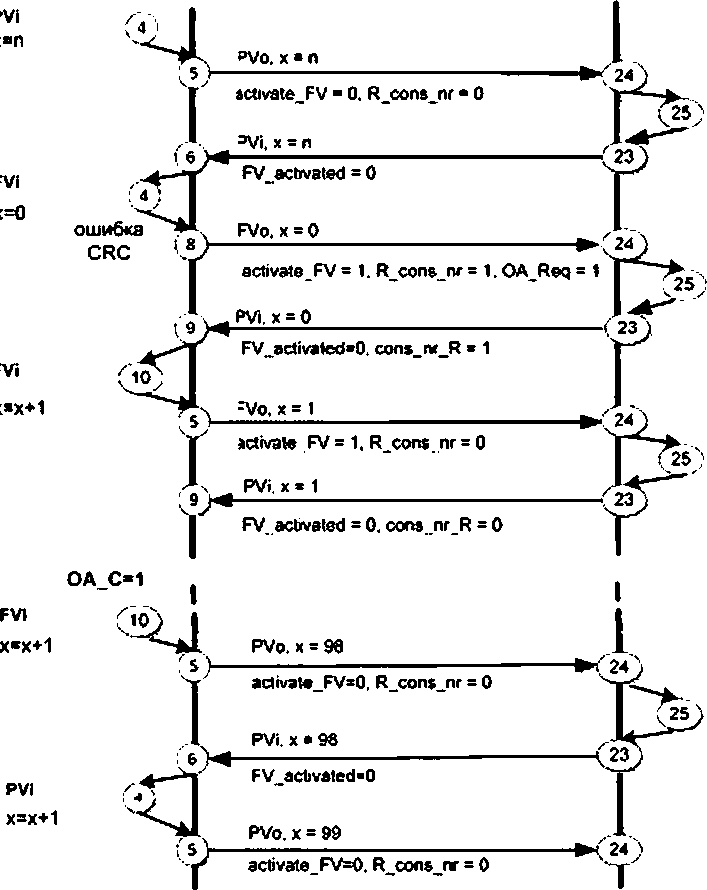 PVi
x=n
4
PVo, x = n
5
24
activate_FV = 0, R_cons_nr = 0
25
PVi, x = n
6
23
FV_activated = 0
FVi
4
x=0
ошибка
CRC
FVo, x = 0
8
24
activate_FV = 1, R_cons_nr = 1, OA_Req = 1
25
PVi, x = 0
9
23
FV_activated=0, cons_nr_R = 1
FVi
10
x=x+1
FVo, x = 1
5
24
activate_FV = 1, R_cons_nr = 0
25
PVi, x = 1
9
23
FV_activated = 0, cons_nr_R = 0
OA_C=1
FVi
10
x=x+1
PVo, x = 98
5
24
activate_FV=0, R_cons_nr = 0
25
PVi, x = 98
6
23
FV_activated=0
PVi
4
x=x+1
PVo, x = 99
5
24
activate_FV=0, R_cons_nr = 0